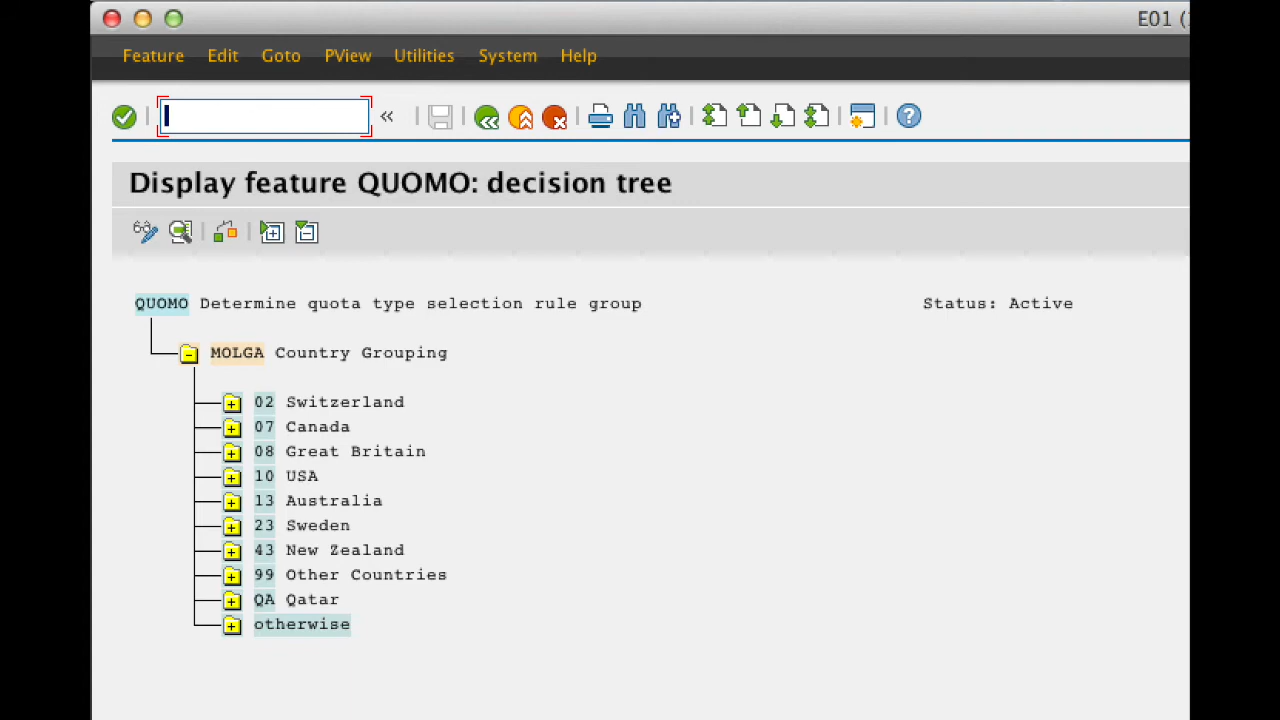 E01 (
Feature Edit Goto PView Utilities System Help
Display feature QUOMO: decision tree
QUOMO Determine quota type selection rule group Status: Active
MOLGA Country Grouping
02 Switzerland
07 Canada
08 Great Britain
10 USA
13 Australia
23 Sweden
43 New Zealand
99 Other Countries
QA Qatar
otherwise